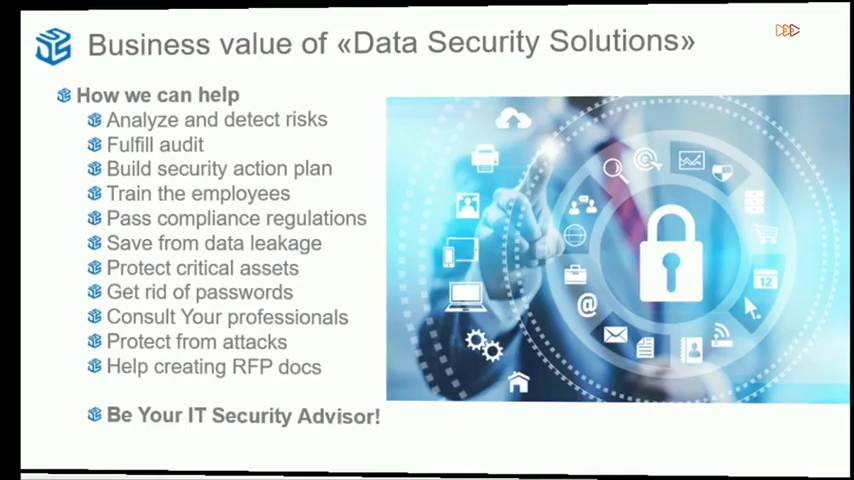 Business value of «Data Security Solutions»
How we can help
Analyze and detect risks
Fulfill audit
Build security action plan
Train the employees
Pass compliance regulations
Save from data leakage
Protect critical assets
Get rid of passwords
Consult Your professionals
Protect from attacks
Help creating RFP docs
Be Your IT Security Advisor!
12
@